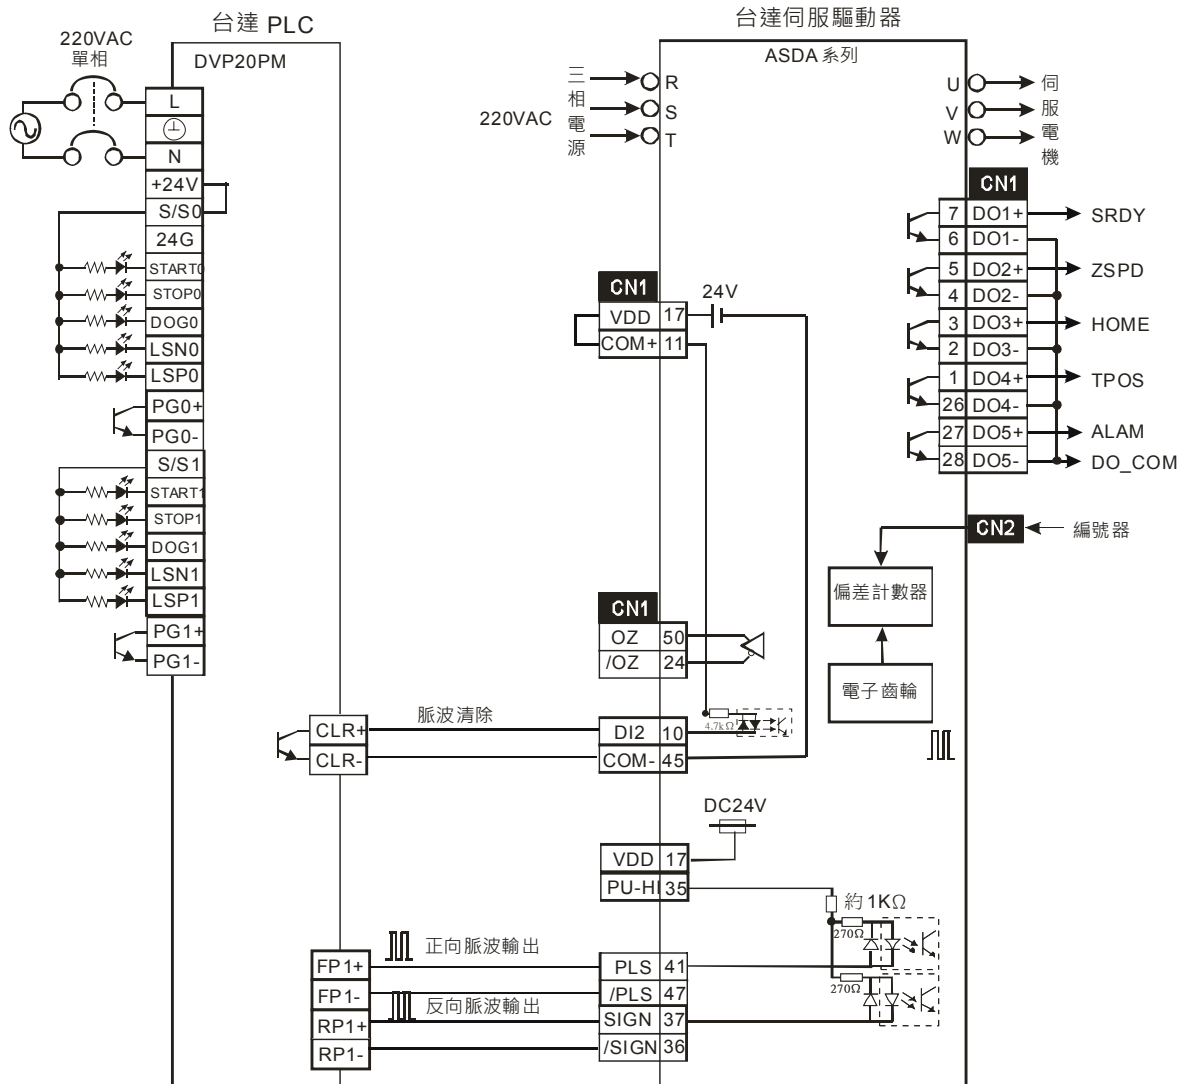 台達 PLC
220VAC
單相
DVP20PM
L
N
+24V
S/S0
24G
START0
STOP0
DOG0
LSN0
LSP0
PG0+
PG0-
S/S1
START1
STOP1
DOG1
LSN1
LSP1
PG1+
PG1-
CLR+
CLR-
脈波清除
FP1+
FP1-
RP1+
RP1-
正向脈波輸出
反向脈波輸出
台達伺服驅動器
ASDA 系列
220VAC
三相電源
R
S
T
U
V
W
伺服電機
CN1
VDD 17
COM+ 11
24V
CN1
OZ 50
/OZ 24
4.7kΩ
DI2 10
COM- 45
DC24V
VDD 17
PU-HI 35
約 1KΩ
270Ω
270Ω
PLS 41
/PLS 47
SIGN 37
/SIGN 36
CN1
7 DO1+ SRDY
6 DO1-
5 DO2+ ZSPD
4 DO2-
3 DO3+ HOME
2 DO3-
1 DO4+ TPOS
26 DO4-
27 DO5+ ALAM
28 DO5- DO_COM
CN2 編號器
偏差計數器
電子齒輪